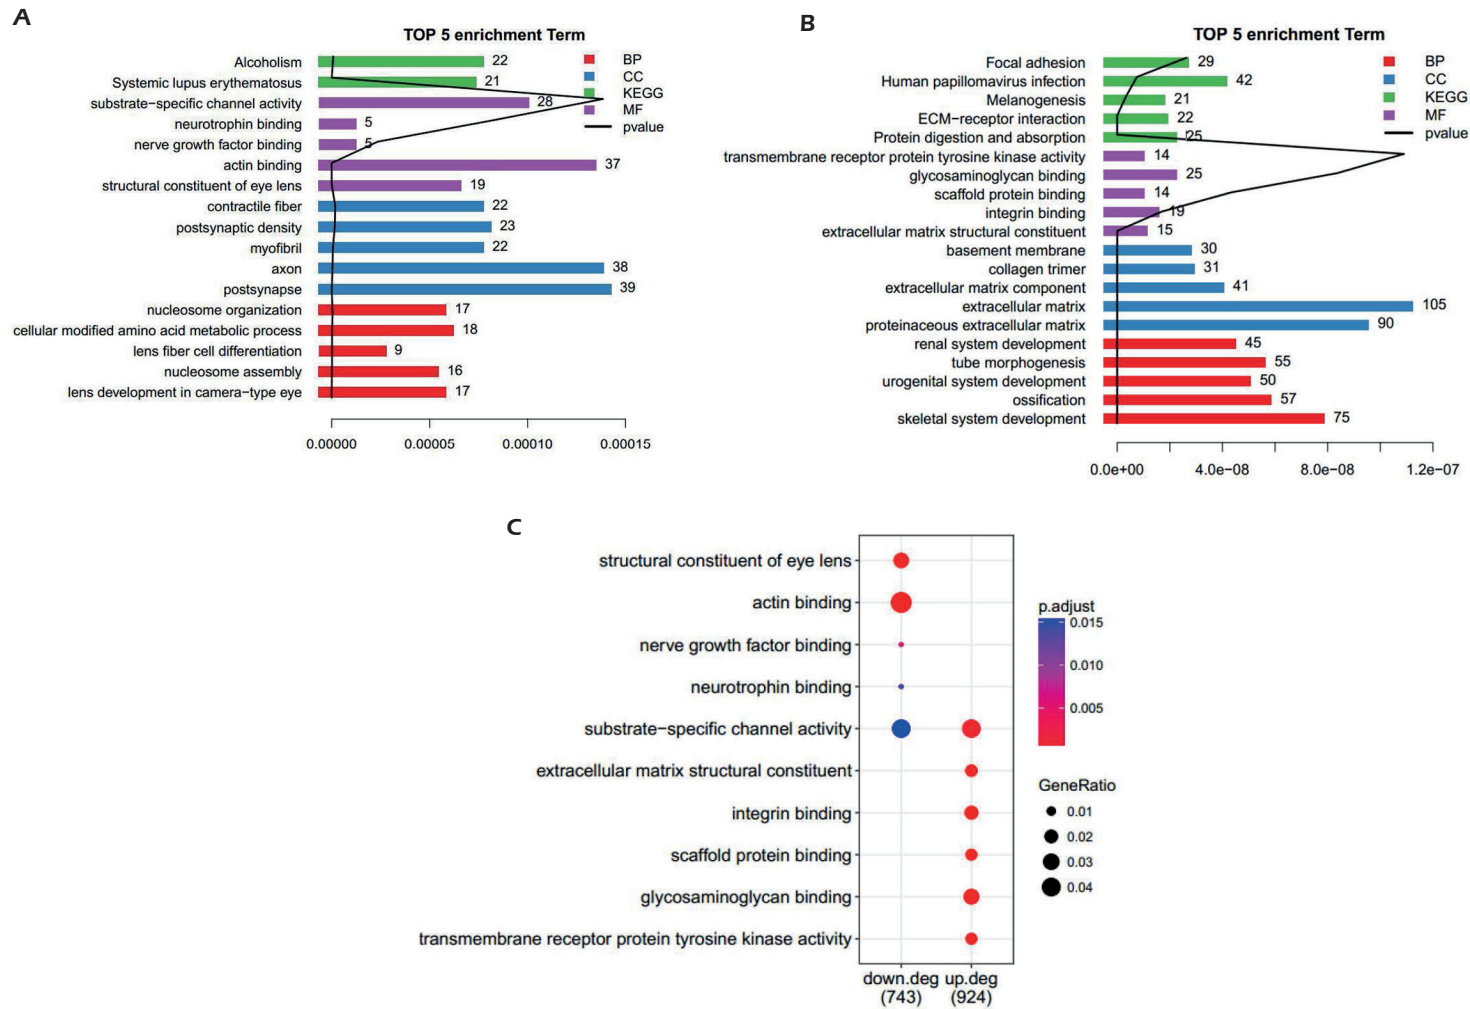 A
TOP 5 enrichment Term
Alcoholism 22
Systemic lupus erythematosus 21
substrate−specific channel activity 28
neurotrophin binding 5
nerve growth factor binding 5
actin binding 37
structural constituent of eye lens 19
contractile fiber 22
postsynaptic density 23
myofibril 22
axon 38
postsynapse 39
nucleosome organization 17
cellular modified amino acid metabolic process 18
lens fiber cell differentiation 9
nucleosome assembly 16
lens development in camera−type eye 17
BP
CC
KEGG
MF
pvalue
0.00000 0.00005 0.00010 0.00015
B
TOP 5 enrichment Term
Focal adhesion 29
Human papillomavirus infection 42
Melanogenesis 21
ECM−receptor interaction 22
Protein digestion and absorption 25
transmembrane receptor protein tyrosine kinase activity 14
glycosaminoglycan binding 25
scaffold protein binding 14
integrin binding 19
extracellular matrix structural constituent 15
basement membrane 30
collagen trimer 31
extracellular matrix component 41
extracellular matrix 105
proteinaceous extracellular matrix 90
renal system development 45
tube morphogenesis 55
urogenital system development 50
ossification 57
skeletal system development 75
BP
CC
KEGG
MF
pvalue
0.0e+00 4.0e−08 8.0e−08 1.2e−07
C
structural constituent of eye lens
actin binding
nerve growth factor binding
neurotrophin binding
substrate−specific channel activity
extracellular matrix structural constituent
integrin binding
scaffold protein binding
glycosaminoglycan binding
transmembrane receptor protein tyrosine kinase activity
down.deg up.deg
(743) (924)
p.adjust
0.015
0.010
0.005
GeneRatio
0.01
0.02
0.03
0.04